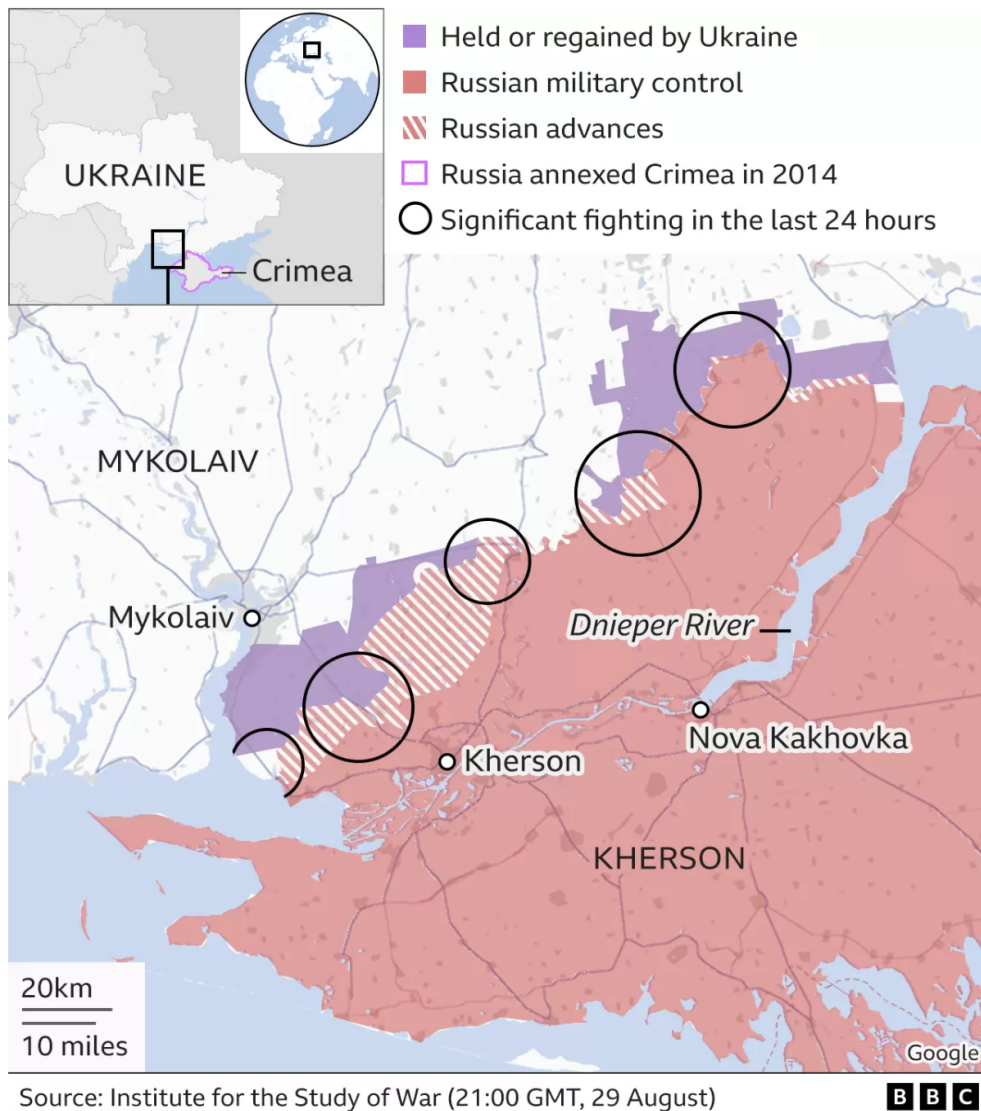 UKRAINE
Crimea
Held or regained by Ukraine
Russian military control
Russian advances
Russia annexed Crimea in 2014
Significant fighting in the last 24 hours
MYKOLAIV
Mykolaiv
Dnieper River
Nova Kakhovka
Kherson
KHERSON
20km
10 miles
Google
Source: Institute for the Study of War (21:00 GMT, 29 August)
BBC